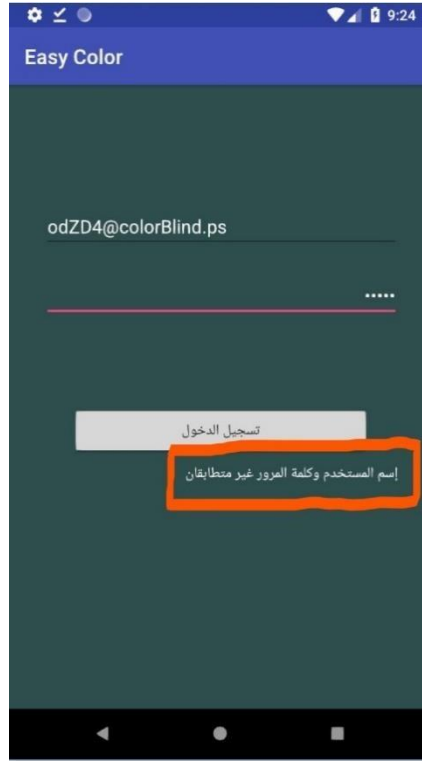 9:24
Easy Color
odZD4@colorBlind.ps
•••••
تسجيل الدخول
إسم المستخدم وكلمة المرور غير متطابقان